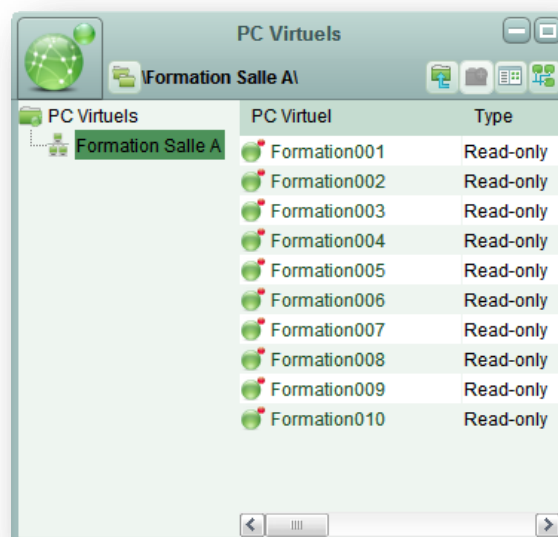 PC Virtuels
\Formation Salle A\
PC Virtuels
Formation Salle A
PC Virtuel Type
Formation001 Read-only
Formation002 Read-only
Formation003 Read-only
Formation004 Read-only
Formation005 Read-only
Formation006 Read-only
Formation007 Read-only
Formation008 Read-only
Formation009 Read-only
Formation010 Read-only